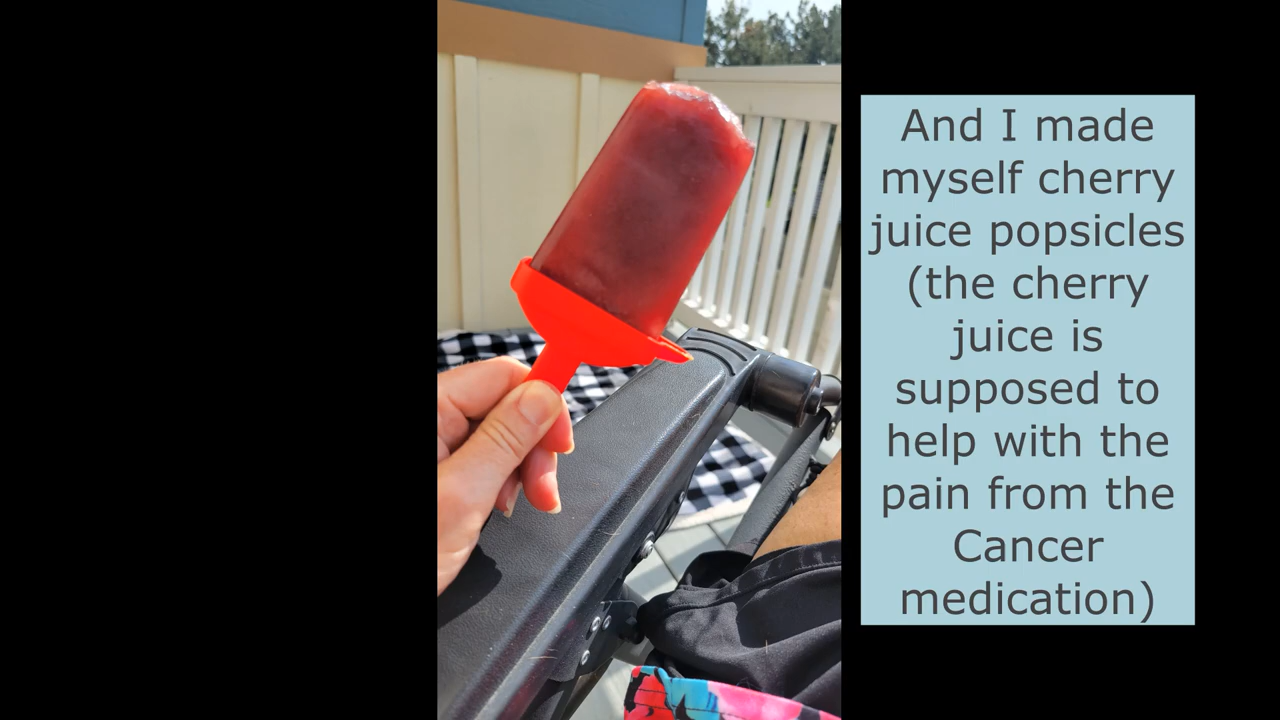 And I made
myself cherry
juice popsicles
(the cherry
juice is
supposed to
help with the
pain from the
Cancer
medication)